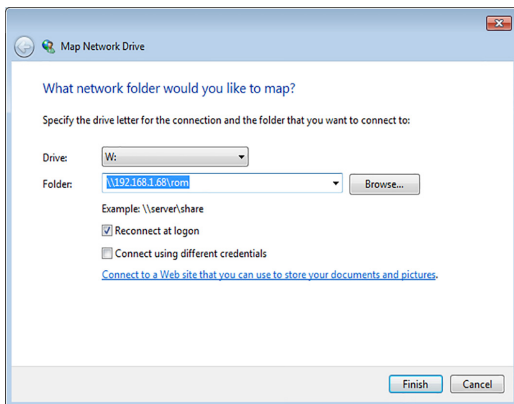 Map Network Drive
What network folder would you like to map?
Specify the drive letter for the connection and the folder that you want to connect to:
Drive: W:
Folder: \\192.168.1.68\rom Browse...
Example: \\server\share
Reconnect at logon
Connect using different credentials
Connect to a Web site that you can use to store your documents and pictures.
Finish Cancel